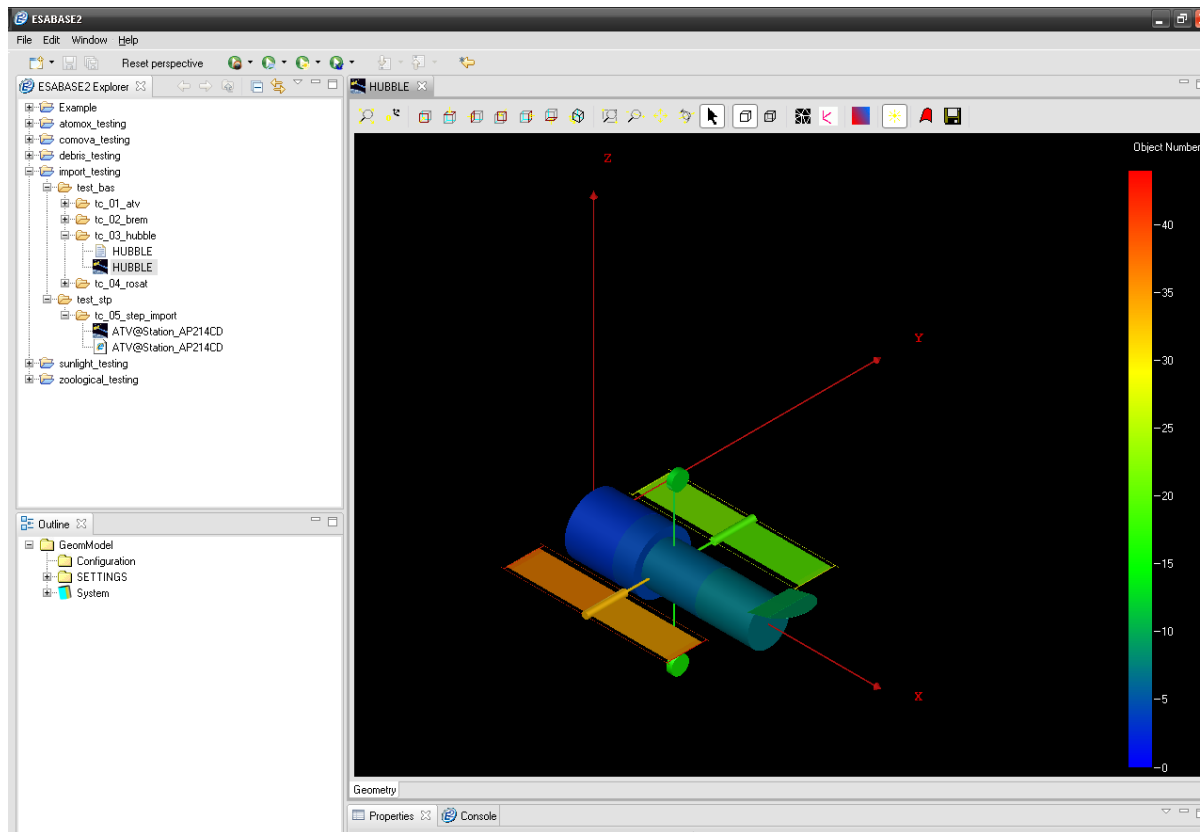 ESABASE2
File Edit Window Help
Reset perspective
ESABASE2 Explorer
Example
atomox_testing
comova_testing
debris_testing
import_testing
test_bas
tc_01_atv
tc_02_brem
tc_03_hubble
HUBBLE
HUBBLE
tc_04_rosat
test_stp
tc_05_step_import
ATV@Station_AP214CD
ATV@Station_AP214CD
sunlight_testing
zoological_testing
Outline
GeomModel
Configuration
SETTINGS
System
HUBBLE
Object Number
Z
Y
X
40
35
30
25
20
15
10
5
0
Geometry
Properties Console